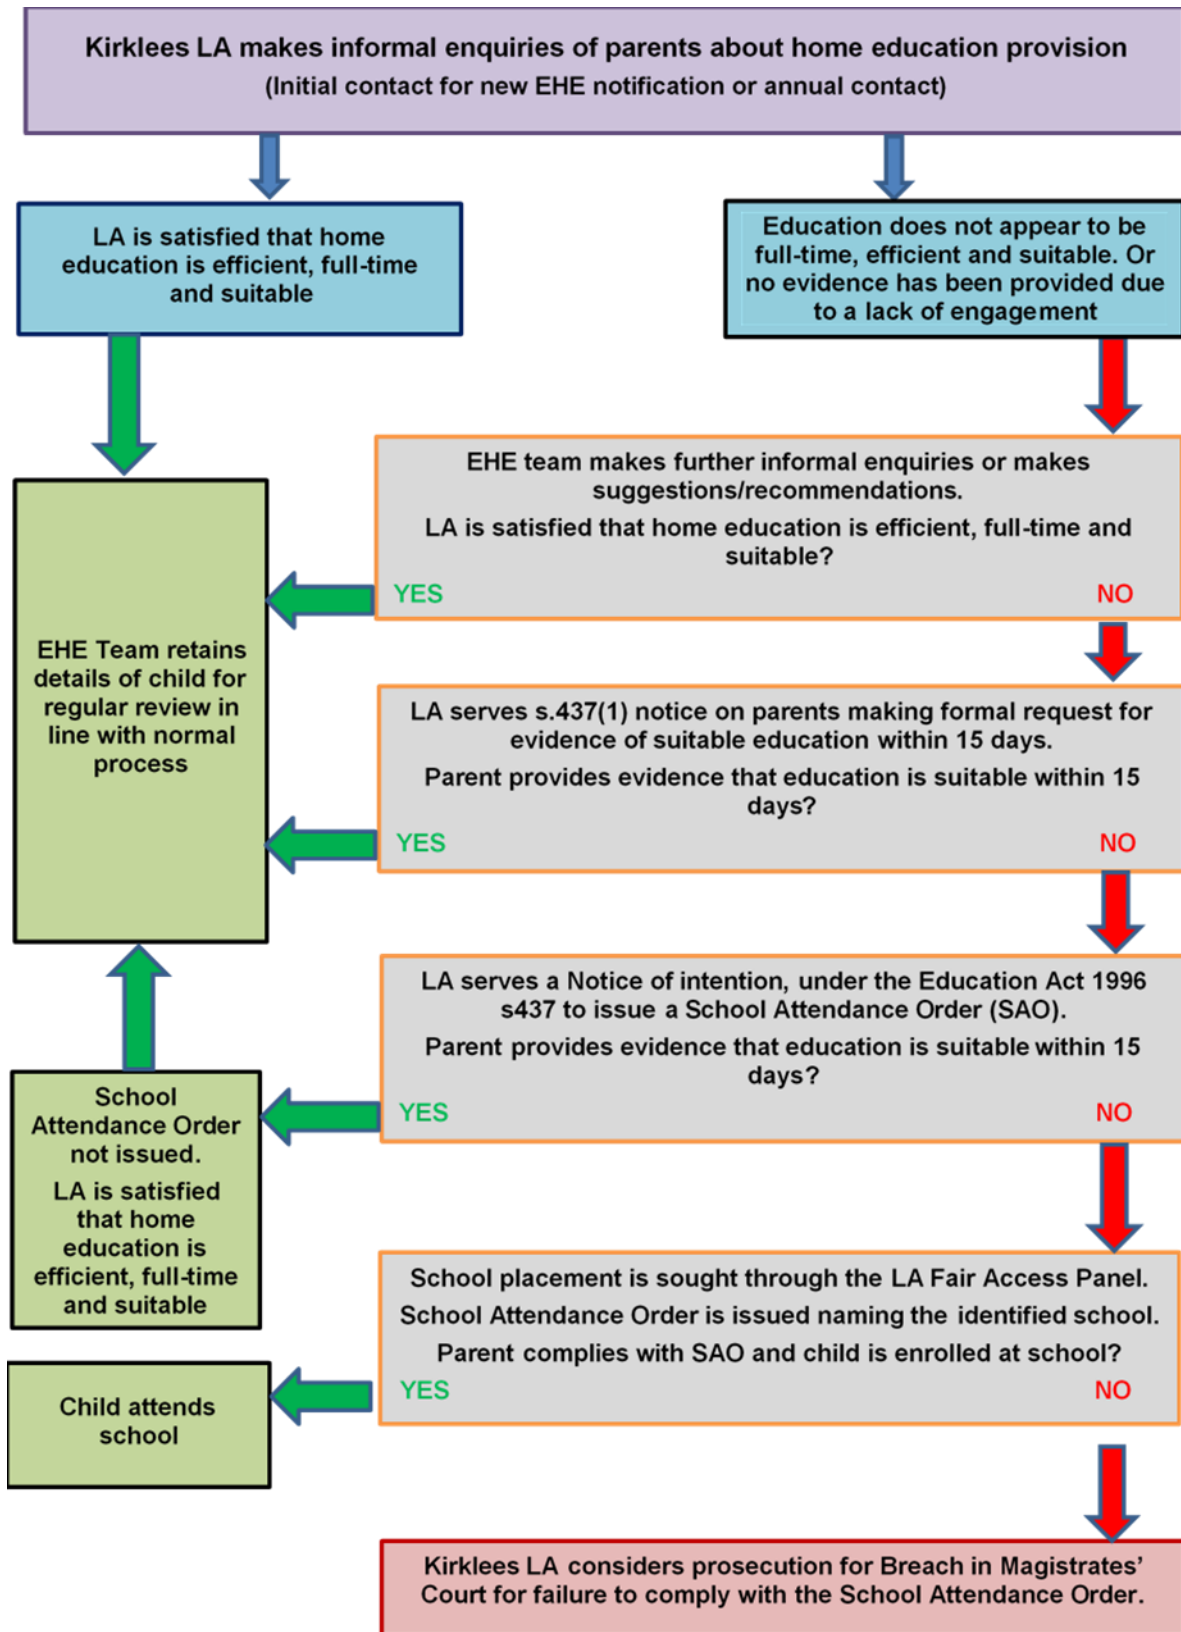 Kirklees LA makes informal enquiries of parents about home education provision
(Initial contact for new EHE notification or annual contact)
LA is satisfied that home
education is efficient, full-time
and suitable
Education does not appear to be
full-time, efficient and suitable. Or
no evidence has been provided due
to a lack of engagement
EHE team makes further informal enquiries or makes
suggestions/recommendations.
LA is satisfied that home education is efficient, full-time and
suitable?
YES
NO
EHE Team retains
details of child for
regular review in
line with normal
process
LA serves s.437(1) notice on parents making formal request for
evidence of suitable education within 15 days.
Parent provides evidence that education is suitable within 15
days?
YES
NO
LA serves a Notice of intention, under the Education Act 1996
s437 to issue a School Attendance Order (SAO).
Parent provides evidence that education is suitable within 15
days?
YES
NO
School
Attendance Order
not issued.
LA is satisfied
that home
education is
efficient, full-time
and suitable
School placement is sought through the LA Fair Access Panel.
School Attendance Order is issued naming the identified school.
Parent complies with SAO and child is enrolled at school?
YES
NO
Child attends
school
Kirklees LA considers prosecution for Breach in Magistrates’
Court for failure to comply with the School Attendance Order.